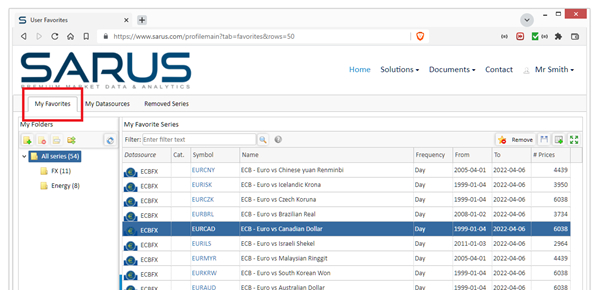 User Favorites
https://www.sarus.com/profilemain?tab=favorites&rows=50
SARUS
PREMIUM MARKET DATA & ANALYTICS
Home Solutions Documents Contact Mr Smith
My Favorites My Datasources Removed Series
My Folders
My Favorite Series
Filter: Enter filter text Remove
All series (54)
FX (11)
Energy (8)
Datasource Cat. Symbol Name Frequency From To # Prices
ECBFX EURCNY ECB - Euro vs Chinese yuan Renminbi Day 2005-04-01 2022-04-06 4439
ECBFX EURISK ECB - Euro vs Icelandic Krona Day 1999-01-04 2022-04-06 3950
ECBFX EURCZK ECB - Euro vs Czech Koruna Day 1999-01-04 2022-04-06 6038
ECBFX EURBRL ECB - Euro vs Brazilian Real Day 2008-01-02 2022-04-06 3734
ECBFX EURCAD ECB - Euro vs Canadian Dollar Day 1999-01-04 2022-04-06 6038
ECBFX EURILS ECB - Euro vs Israeli Shekel Day 2011-01-03 2022-04-06 2964
ECBFX EURMYR ECB - Euro vs Malaysian Ringgit Day 2005-04-01 2022-04-06 4439
ECBFX EURKRW ECB - Euro vs South Korean Won Day 1999-01-04 2022-04-06 6038
ECBFX EURAUD ECB - Euro vs Australian Dollar Day 1999-01-04 2022-04-06 6038